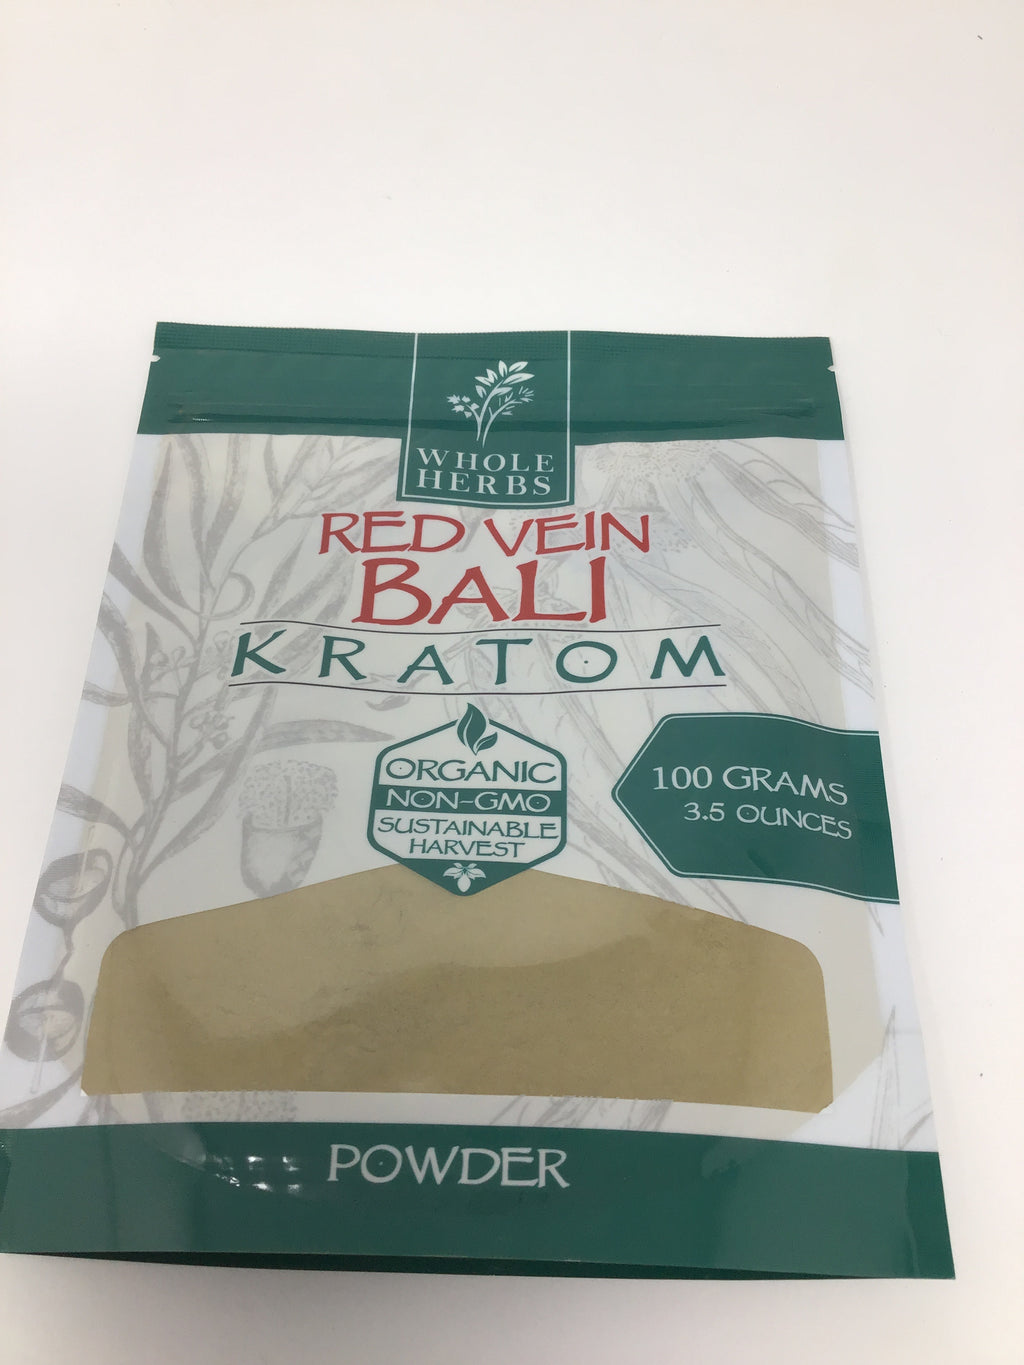 WHOLE
HERBS
RED VEIN
BALI
KRATOM
ORGANIC
NON-GMO
SUSTAINABLE
HARVEST
100 GRAMS
3.5 OUNCES
POWDER